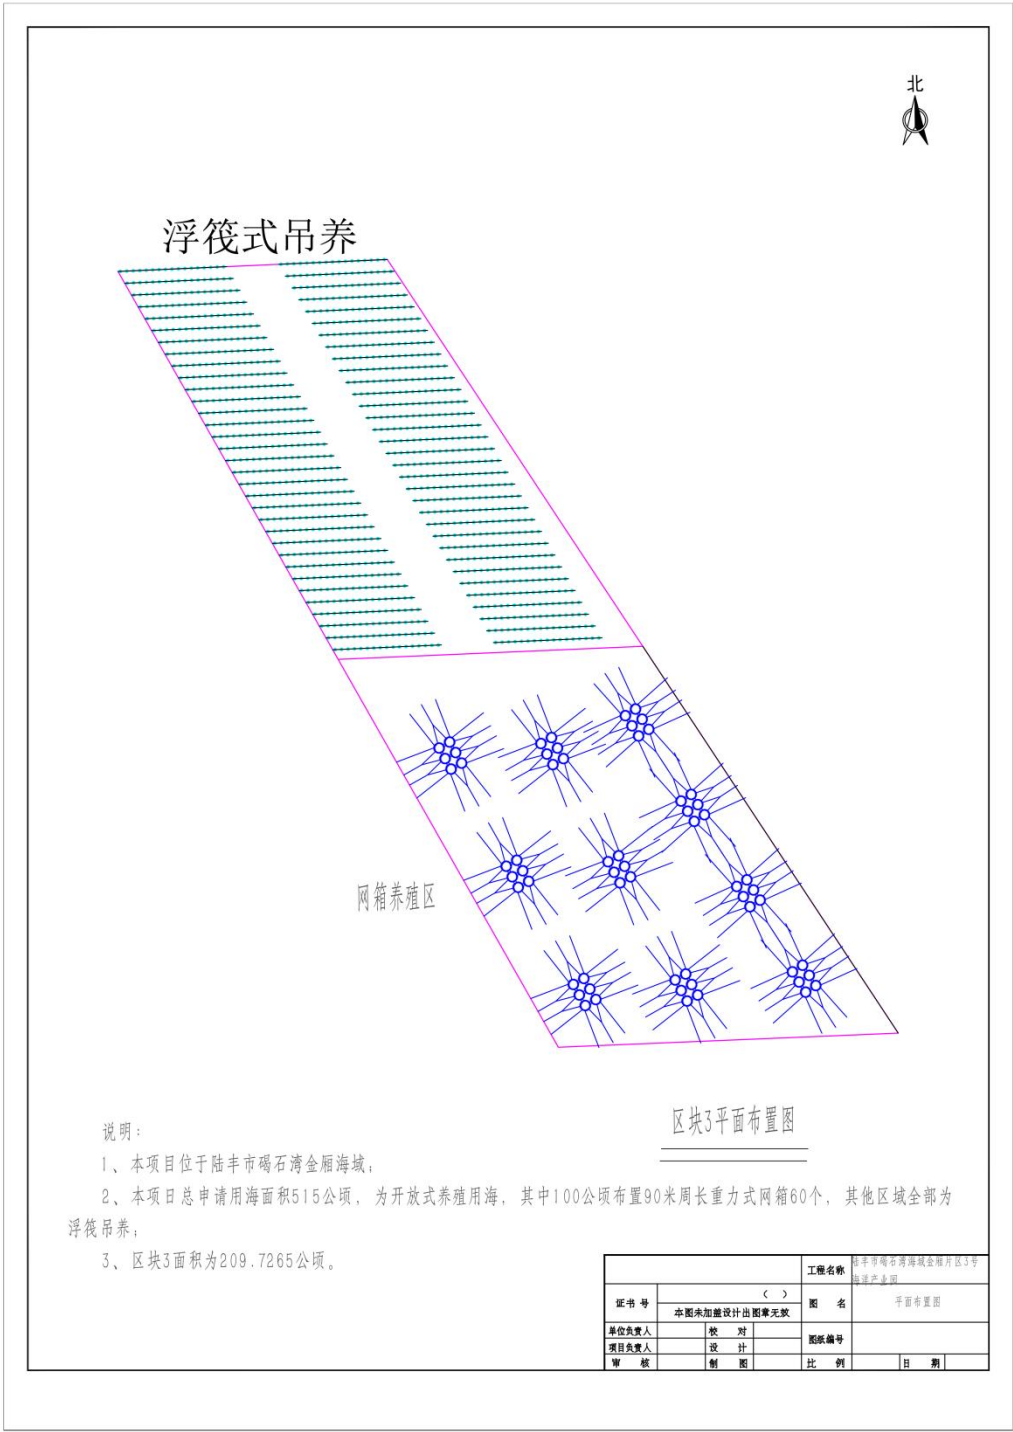 北
浮筏式吊养
网箱养殖区
区块3平面布置图
说明：
1、本项目位于陆丰市碣石湾金厢海域；
2、本项目总申请用海面积515公顷，为开放式养殖用海，其中100公顷布置90米周长重力式网箱60个，其他区域全部为
浮筏吊养；
3、区块3面积为209.7265公顷。
工程名称 陆丰市碣石湾海域金厢片区3号
海洋产业园
证书号 （ ） 图 名 平面布置图
本图未加盖设计出图章无效
单位负责人 校 对 图纸编号
项目负责人 设 计
审 核 制 图 比 例 日 期